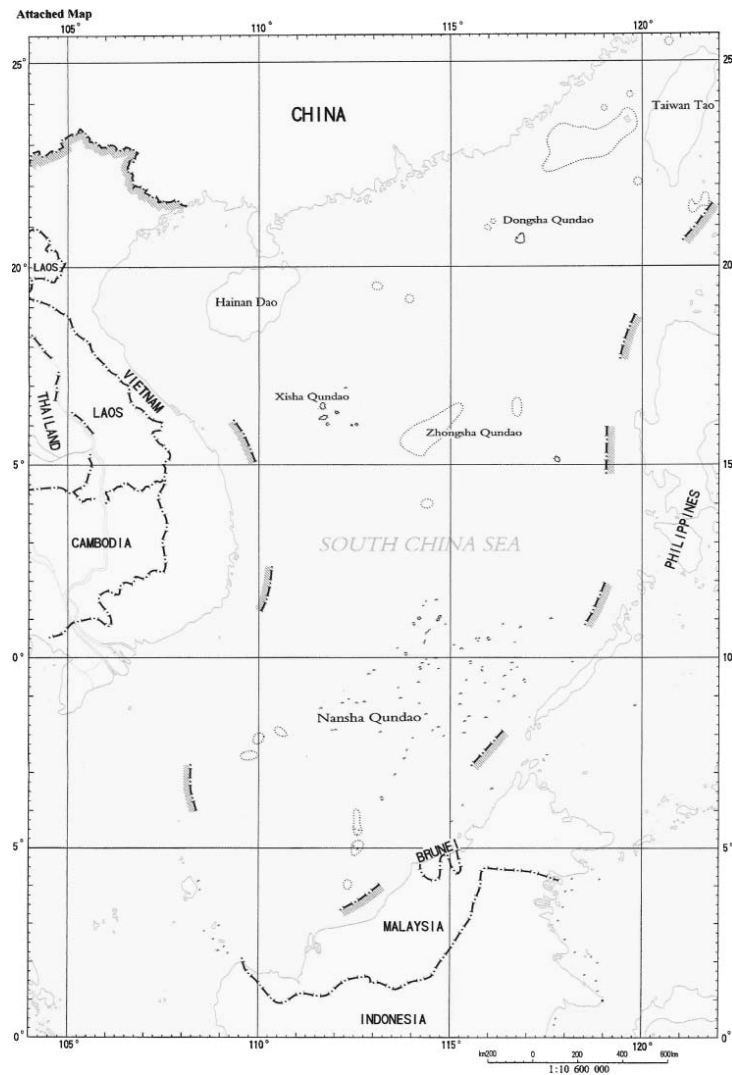 Attached Map
105° 110° 115° 120°
25° 25
CHINA
Taiwan Tao
Dongsha Qundao
LAOS
20° 20
Hainan Dao
VIETNAM
THAILAND
LAOS
Xisha Qundao
Zhongsha Qundao
5° 15
CAMBODIA
SOUTH CHINA SEA
PHILIPPINES
0° 10
Nansha Qundao
5° 5°
BRUNEI
MALAYSIA
INDONESIA
0° 0°
105° 110° 115° 120°
km200 0 200 400 600km
1:10 600 000